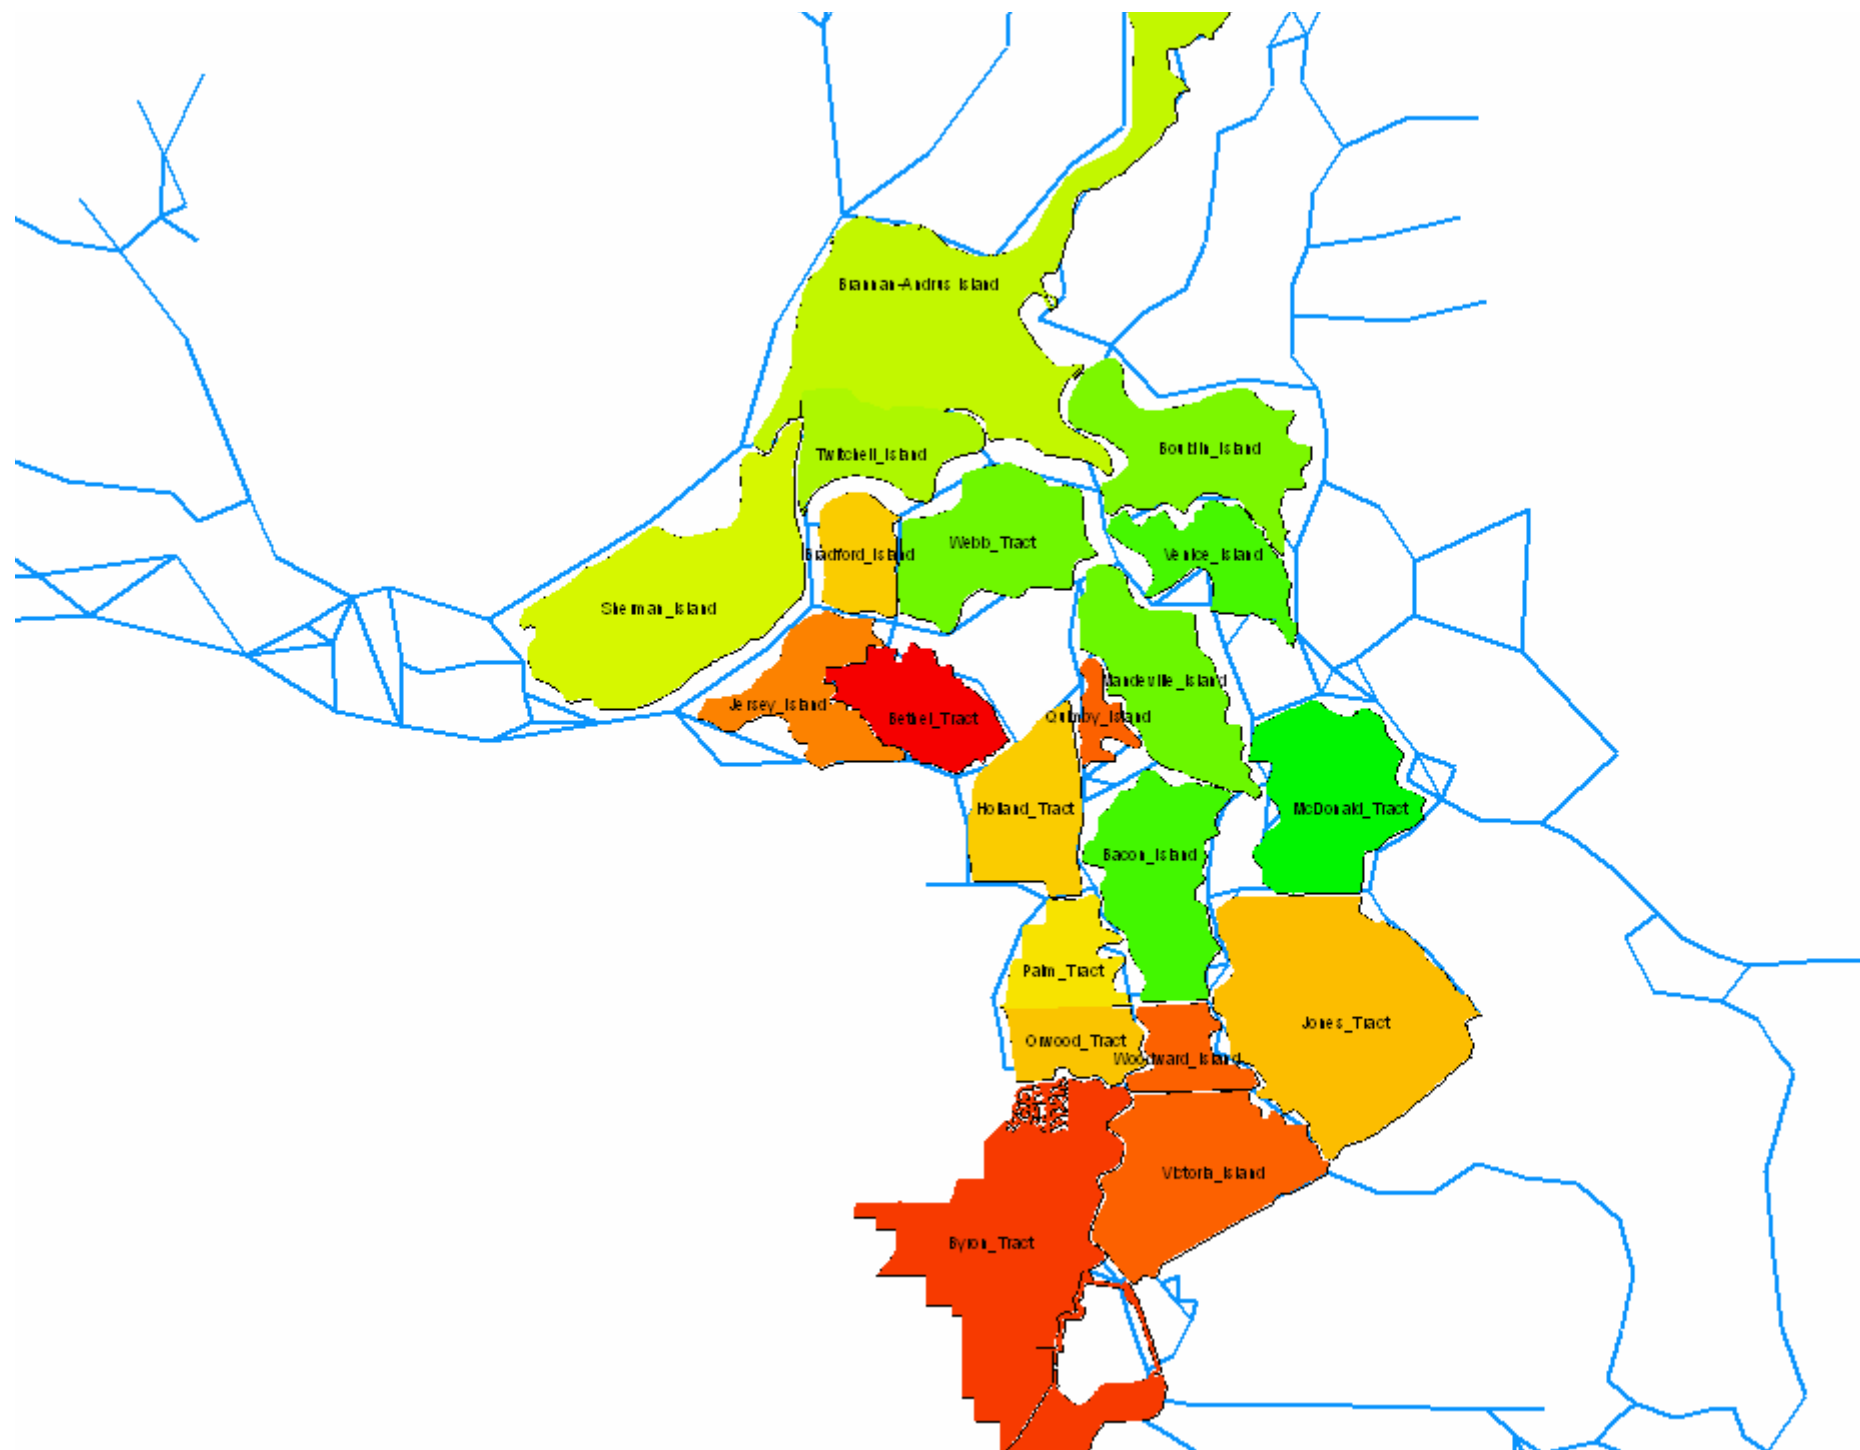 Brannan-Andrus Island
Twitchell_Island
Bouldin_Island
Bradford_Island
Webb_Tract
Venice_Island
Sherman_Island
Mandeville_Island
Jersey_Island
Bethel_Tract
Quimby_Island
Holland_Tract
McDonald_Tract
Bacon_Island
Palm_Tract
Jones_Tract
Orwood_Tract
Woodward_Island
Victoria_Island
Byron_Tract